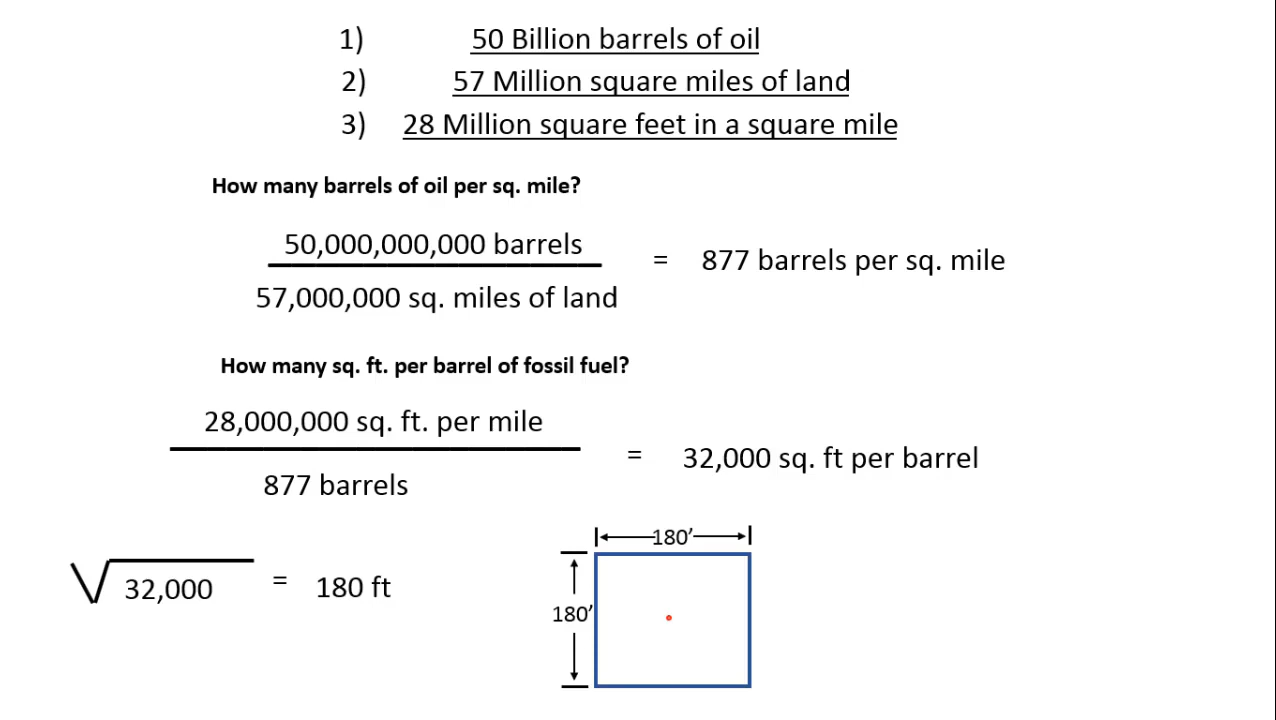 1) 50 Billion barrels of oil
2) 57 Million square miles of land
3) 28 Million square feet in a square mile
How many barrels of oil per sq. mile?
50,000,000,000 barrels
= 877 barrels per sq. mile
57,000,000 sq. miles of land
How many sq. ft. per barrel of fossil fuel?
28,000,000 sq. ft. per mile
= 32,000 sq. ft per barrel
877 barrels
180’
√32,000 = 180 ft
180’